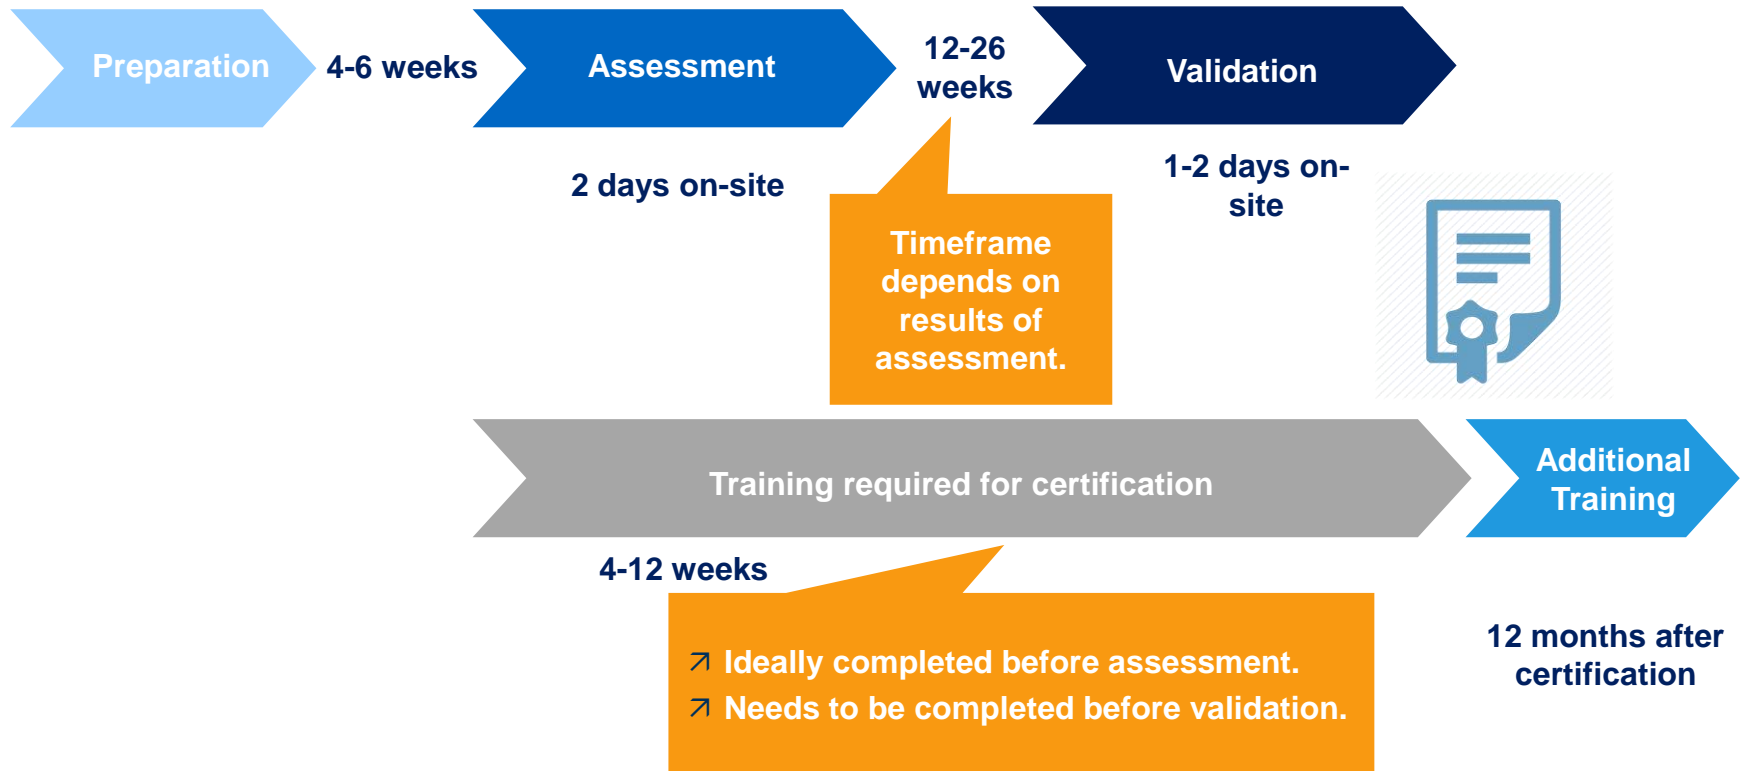 Preparation
4-6 weeks
Assessment
12-26
weeks
Validation
2 days on-site
1-2 days on-
site
Timeframe
depends on
results of
assessment.
Training required for certification
Additional
Training
4-12 weeks
Ideally completed before assessment.
Needs to be completed before validation.
12 months after
certification